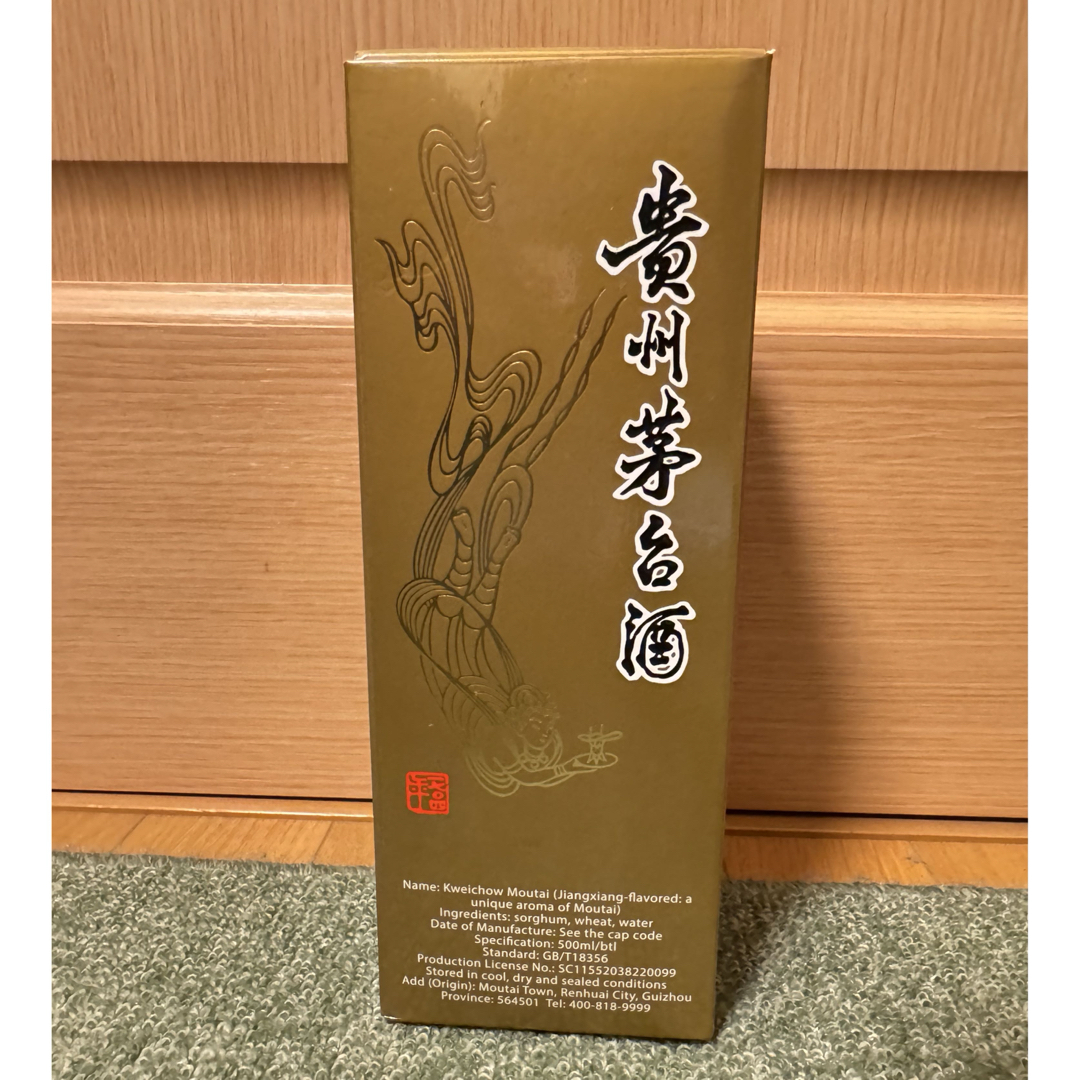 貴州茅台酒
Name: Kweichow Moutai (Jiangxiang-flavored: a
unique aroma of Moutai)
Ingredients: sorghum, wheat, water
Date of Manufacture: See the cap code
Specification: 500ml/btl
Standard: GB/T18356
Production License No.: SC11552038220099
Stored in cool, dry and sealed conditions
Add (Origin): Moutai Town, Renhuai City, Guizhou
Province: 564501 Tel: 400-818-9999